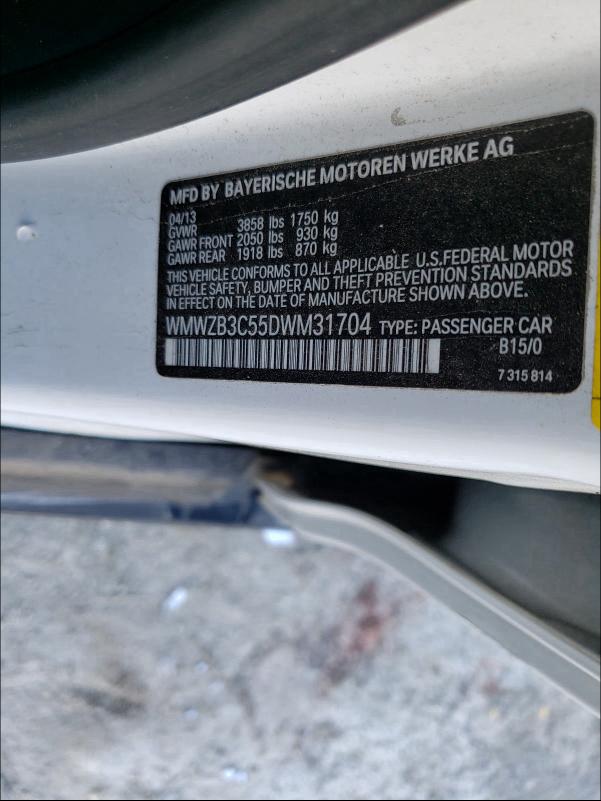 MFD BY BAYERISCHE MOTOREN WERKE AG
04/13
GVWR 3858 lbs 1750 kg
GAWR FRONT 2050 lbs 930 kg
GAWR REAR 1918 lbs 870 kg
THIS VEHICLE CONFORMS TO ALL APPLICABLE U.S.FEDERAL MOTOR
VEHICLE SAFETY, BUMPER AND THEFT PREVENTION STANDARDS
IN EFFECT ON THE DATE OF MANUFACTURE SHOWN ABOVE.
WMWZB3C55DWM31704 TYPE: PASSENGER CAR
B15/0
7 315 814